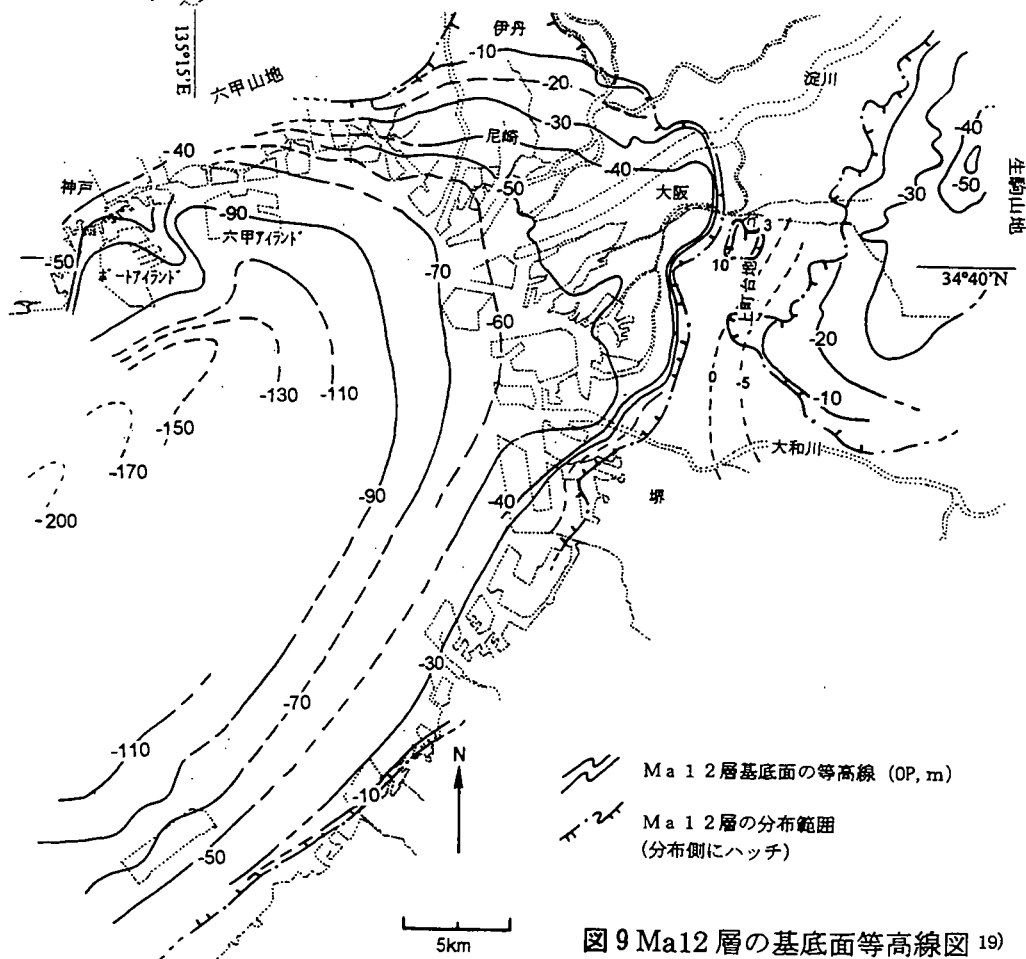 135°15'E
伊丹
-10
六甲山地
-20
淀川
-30
尼崎
-40
-40
-40
生駒山地
神戸
-50
大阪
-50
-30
-90
六甲アイランド
3
-50
10
-70
上町台地
ポートアイランド
34°40'N
-60
-20
0
-5
-10
-130
-110
-150
大和川
-170
-90
-40
堺
-200
-30
-70
-110
N
-10
Ma12層基底面の等高線 (OP, m)
Ma12層の分布範囲
(分布側にハッチ)
-50
5km
図9 Ma12層の基底面等高線図 19)